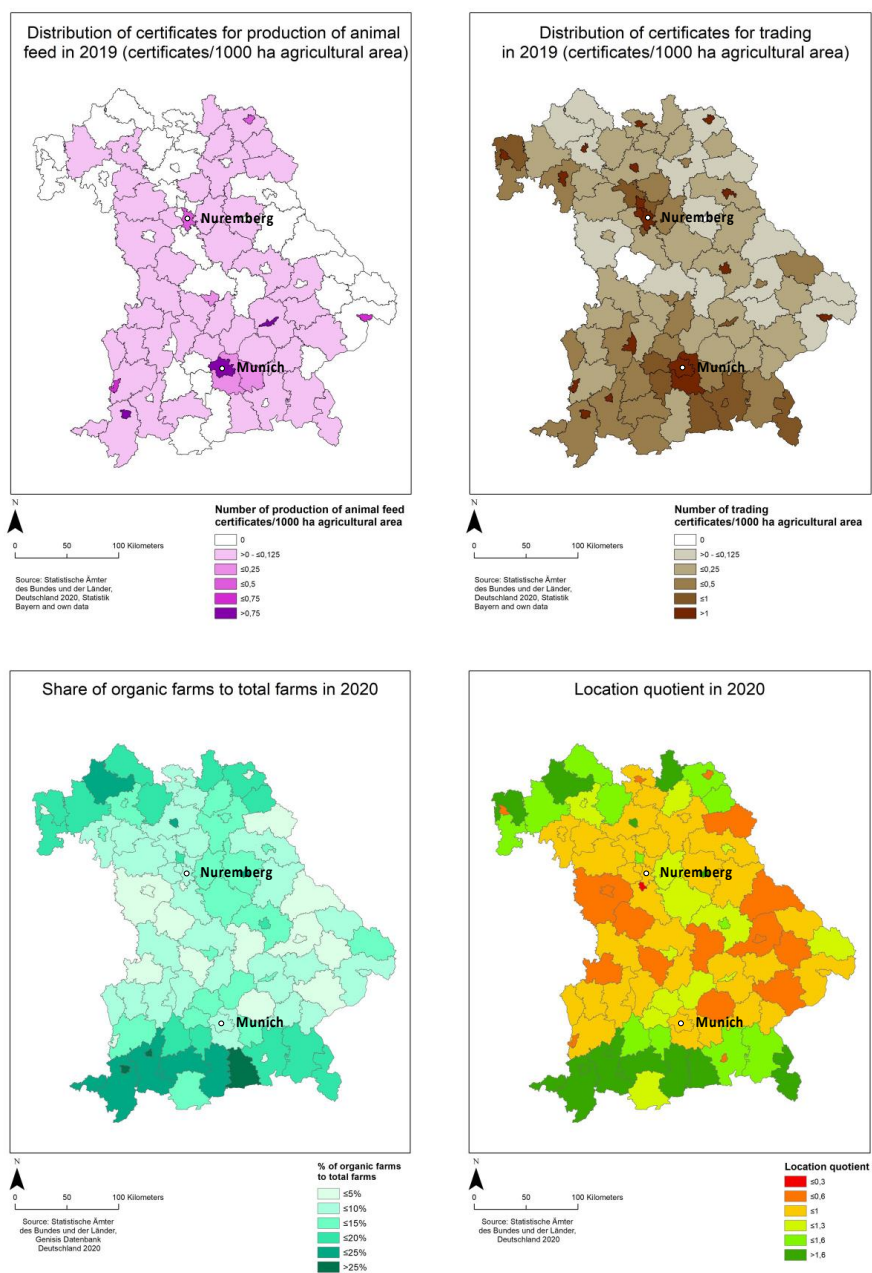 Distribution of certificates for production of animal
feed in 2019 (certificates/1000 ha agricultural area)
Nuremberg
Munich
N
0 50 100 Kilometers
Source: Statistische Ämter
des Bundes und der Länder,
Deutschland 2020, Statistik
Bayern and own data
Number of production of animal feed
certificates/1000 ha agricultural area
0
>0 - ≤0,125
≤0,25
≤0,5
≤0,75
>0,75
Distribution of certificates for trading
in 2019 (certificates/1000 ha agricultural area)
Nuremberg
Munich
N
0 50 100 Kilometers
Source: Statistische Ämter
des Bundes und der Länder,
Deutschland 2020, Statistik
Bayern and own data
Number of trading
certificates/1000 ha agricultural area
0
>0 - ≤0,125
≤0,25
≤0,5
≤1
>1
Share of organic farms to total farms in 2020
Nuremberg
Munich
N
0 50 100 Kilometers
Source: Statistische Ämter
des Bundes und der Länder,
Genisis Datenbank
Deutschland 2020
% of organic farms
to total farms
≤5%
≤10%
≤15%
≤20%
≤25%
>25%
Location quotient in 2020
Nuremberg
Munich
N
0 50 100 Kilometers
Source: Statistische Ämter
des Bundes und der Länder,
Deutschland 2020
Location quotient
≤0,3
≤0,6
≤1
≤1,3
≤1,6
>1,6